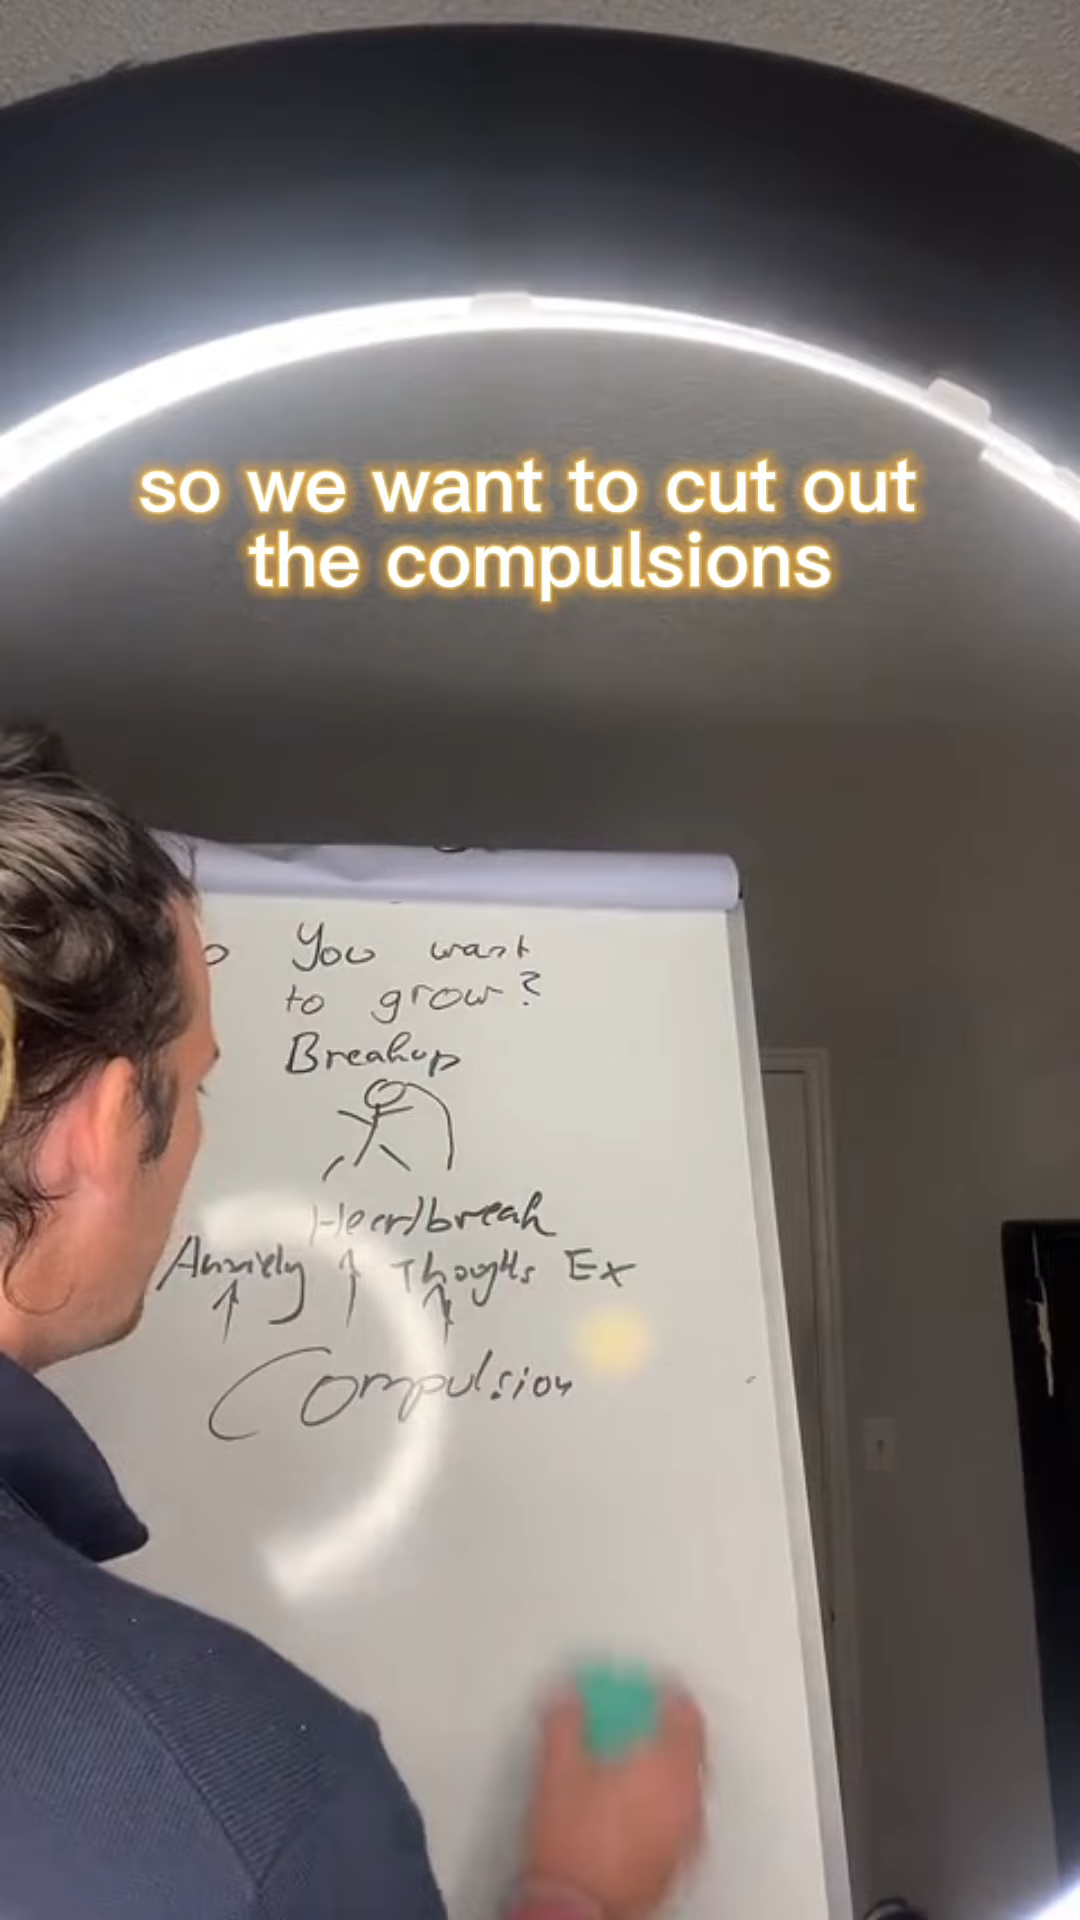 so we want to cut out
the compulsions
o You want
to grow?
Breakup
Heartbreak
Anxiety Thoughts Ex
Compulsion